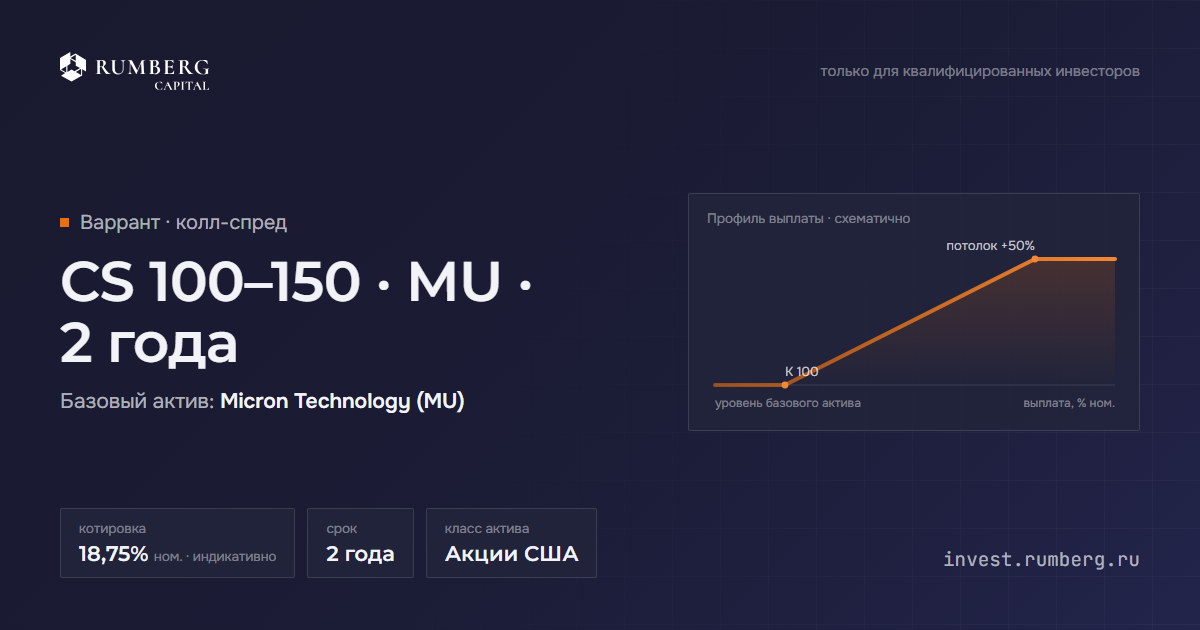 RUMBERG
CAPITAL
только для квалифицированных инвесторов
Варрант · колл-спред
CS 100–150 · MU ·
2 года
Базовый актив: Micron Technology (MU)
Профиль выплаты · схематично
потолок +50%
К 100
уровень базового актива
выплата, % ном.
котировка
18,75% ном. · индикативно
срок
2 года
класс актива
Акции США
invest.rumberg.ru